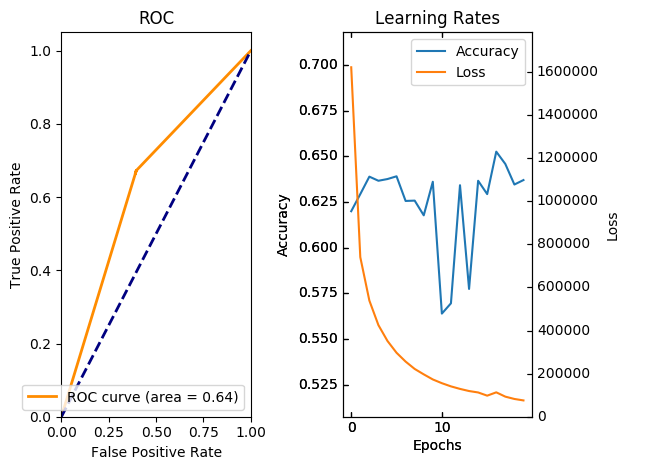 ROC
1.0
0.8
0.6
0.4
0.2
0.0
True Positive Rate
ROC curve (area = 0.64)
0.00 0.25 0.50 0.75 1.00
False Positive Rate
Learning Rates
Accuracy
Loss
0.700
0.675
0.650
0.625
0.600
0.575
0.550
0.525
Accuracy
1600000
1400000
1200000
1000000
800000
600000
400000
200000
0
Loss
0 10
Epochs